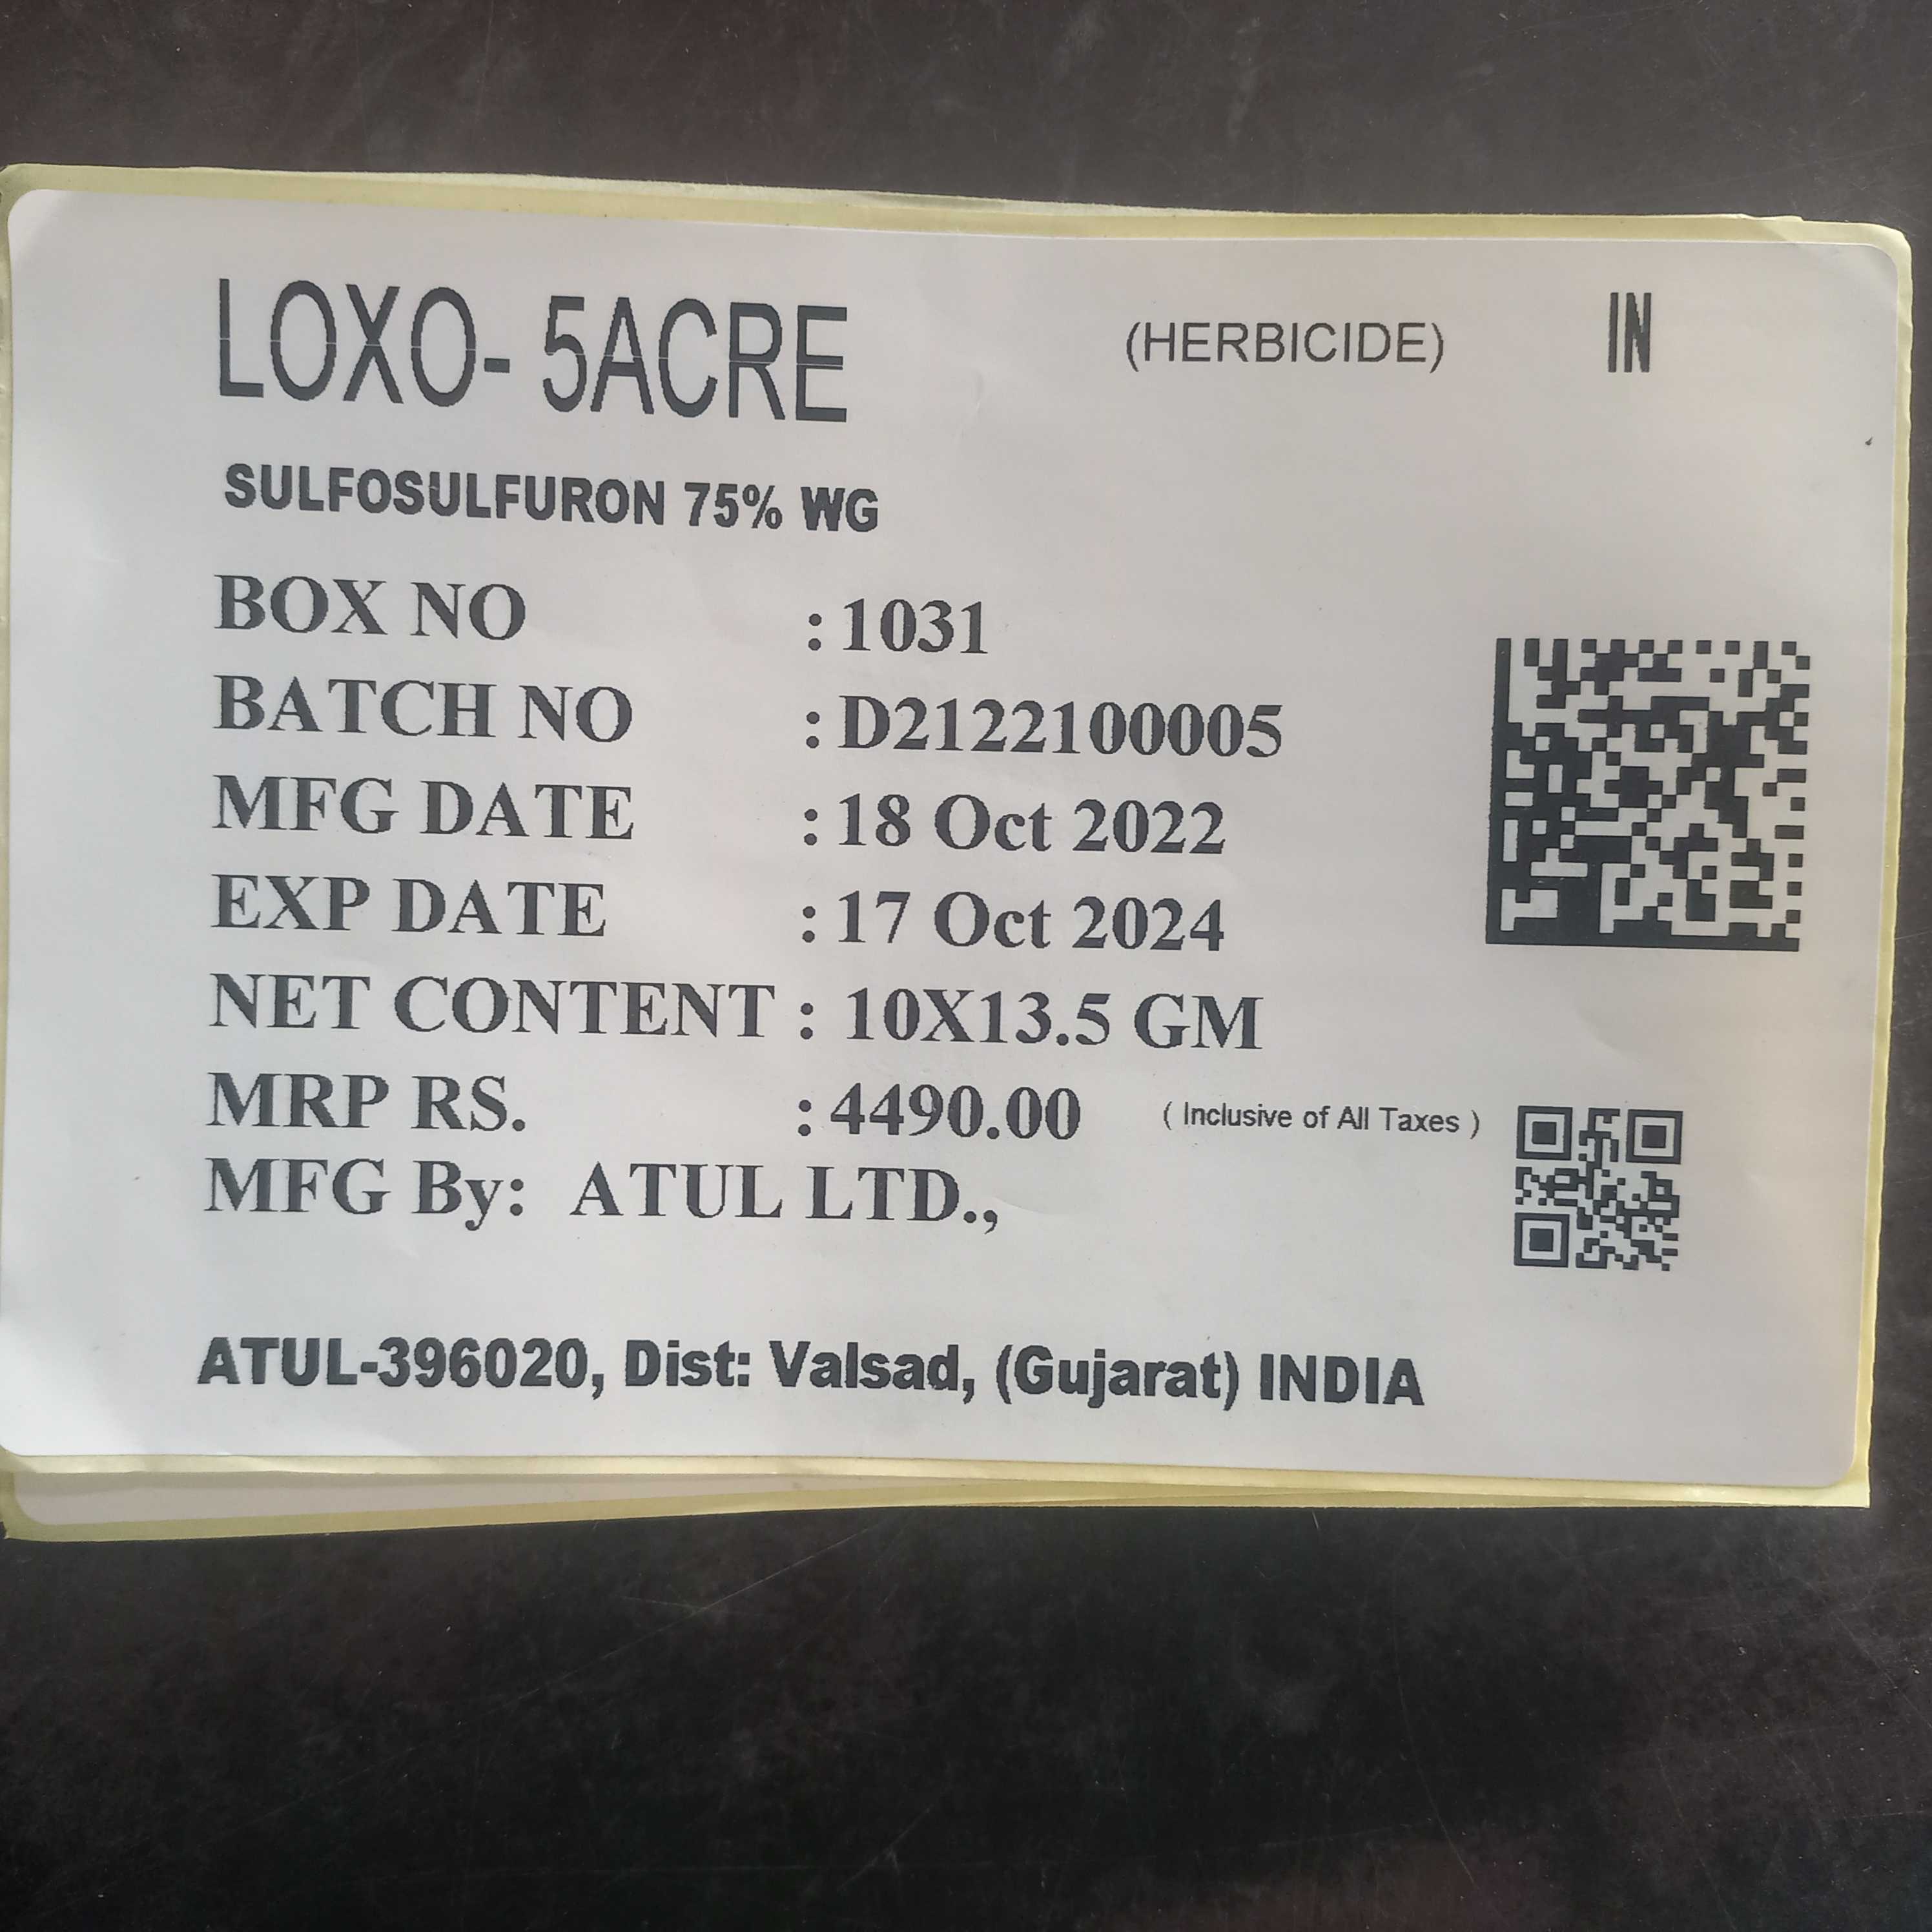 LOXO- 5ACRE (HERBICIDE) IN
SULFOSULFURON 75% WG
BOX NO : 1031
BATCH NO : D2122100005
MFG DATE : 18 Oct 2022
EXP DATE : 17 Oct 2024
NET CONTENT : 10X13.5 GM
MRP RS. : 4490.00 ( Inclusive of All Taxes )
MFG By: ATUL LTD.,
ATUL-396020, Dist: Valsad, (Gujarat) INDIA